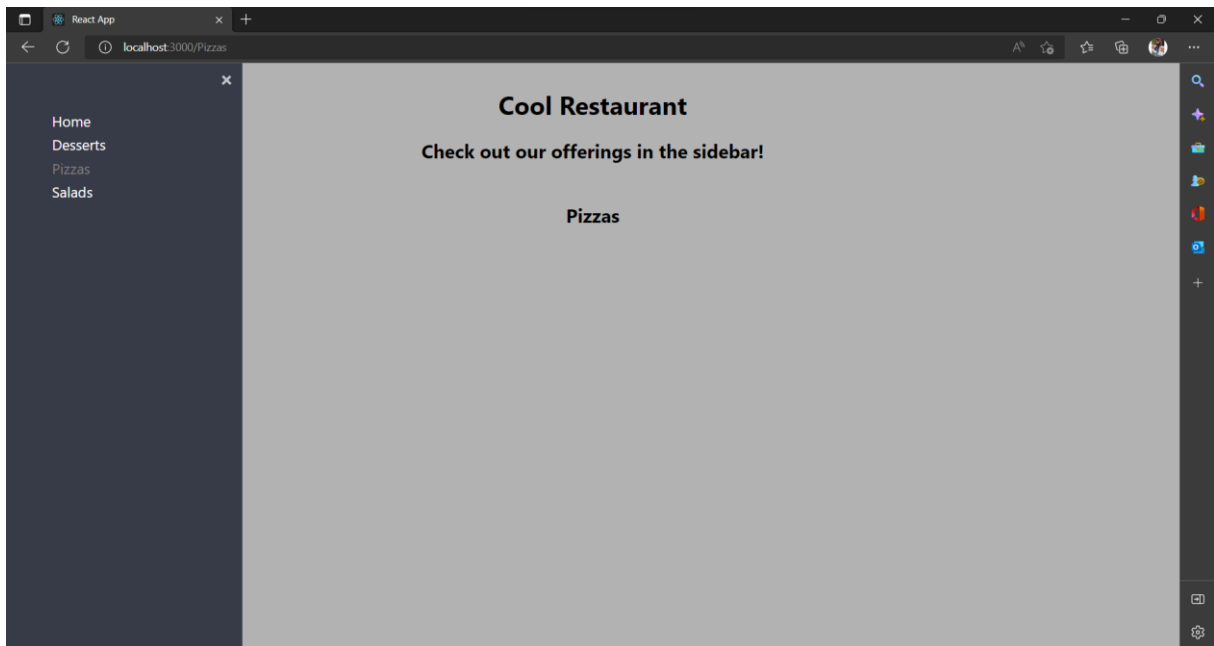 React App
localhost:3000/Pizzas
Home
Desserts
Pizzas
Salads
Cool Restaurant
Check out our offerings in the sidebar!
Pizzas